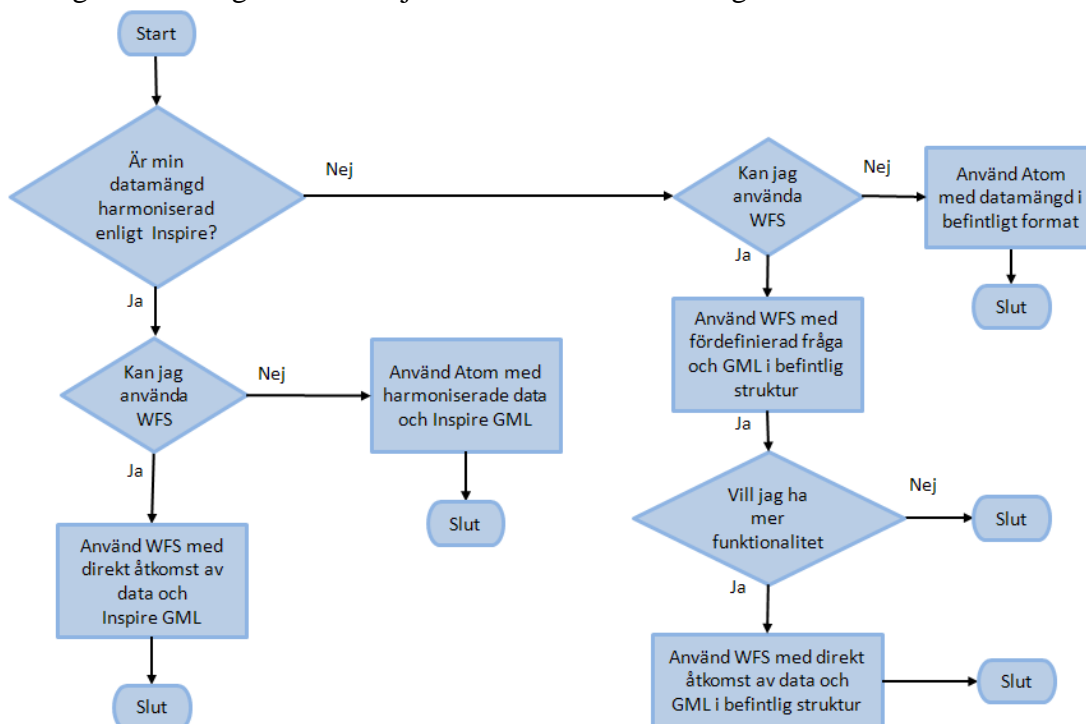 Start
Är min
datamängd
harmoniserad
enligt Inspire?
Nej
Ja
Kan jag
använda
WFS
Nej
Använd Atom
med datamängd i
befintligt format
Slut
Ja
Använd WFS med
fördefinierad fråga
och GML i befintlig
struktur
Ja
Vill jag ha
mer
funktionalitet
Nej
Slut
Ja
Använd WFS med direkt
åtkomst av data och
GML i befintlig struktur
Slut
Kan jag
använda
WFS
Nej
Använd Atom med
harmoniserade data
och Inspire GML
Slut
Ja
Använd WFS med
direkt åtkomst av
data och
Inspire GML
Slut